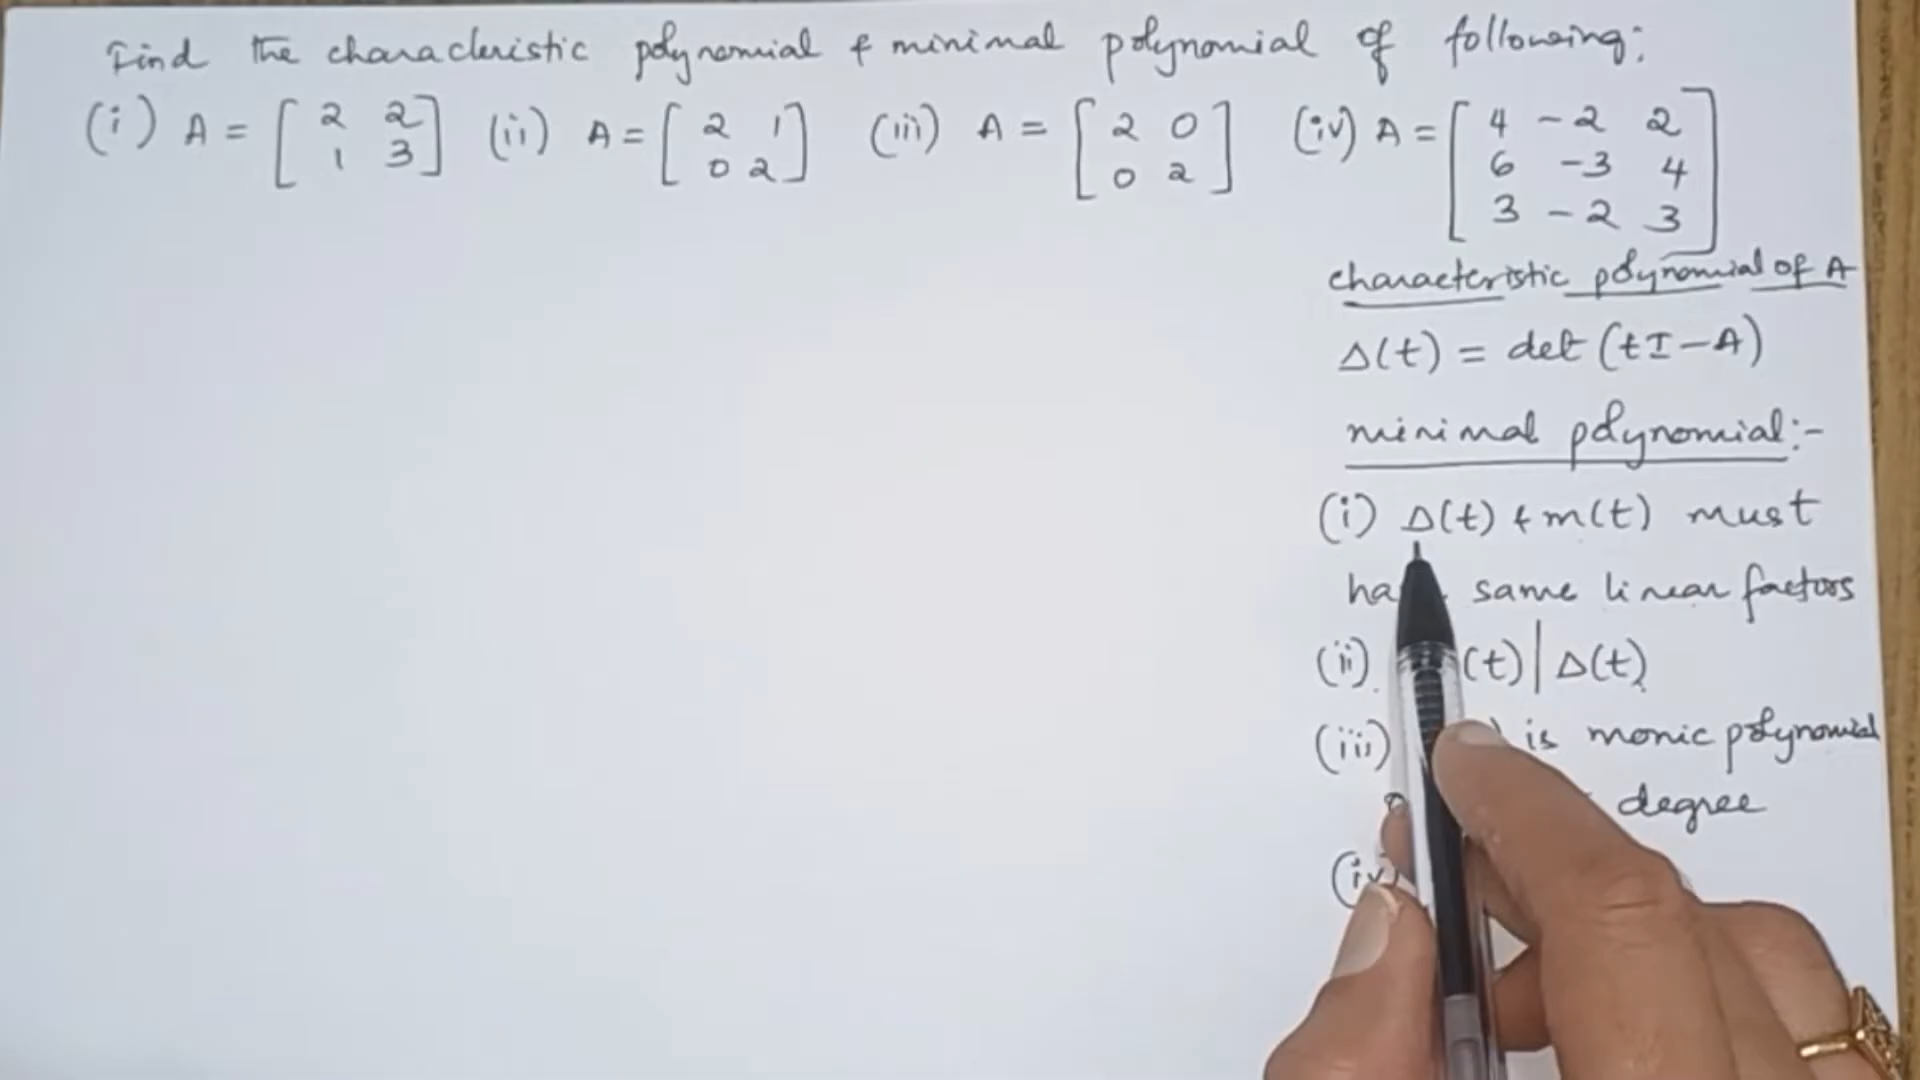 Find the characteristic polynomial & minimal polynomial of following:
(i) A = [ 2 2 (ii) A = [ 2 1 (iii) A = [ 2 0 (iv) A = [ 4 -2 2
1 3 ] 0 2 ] 0 2 ] 6 -3 4
3 -2 3 ]
characteristic polynomial of A
Δ(t) = det (tI - A)
minimal polynomial:-
(i) Δ(t) & m(t) must
same linear factors
(ii) (t) | Δ(t)
(iii) is monic polynomial
degree
(iv)